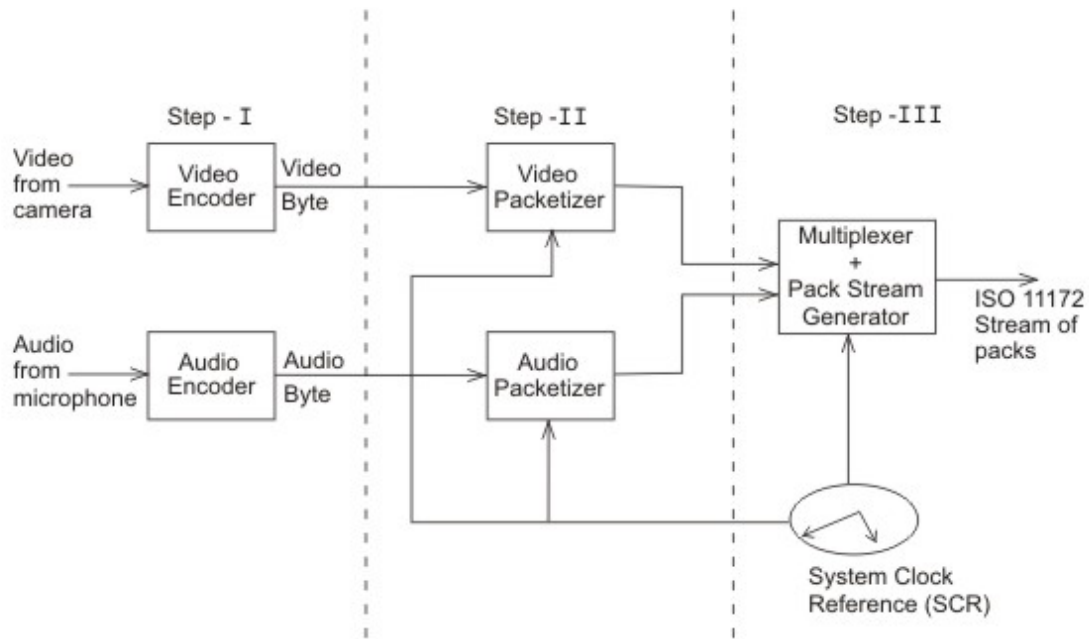 Step - I
Step -II
Step -III
Video
from
camera
Video
Encoder
Video
Byte
Video
Packetizer
Multiplexer
+
Pack Stream
Generator
ISO 11172
Stream of
packs
Audio
from
microphone
Audio
Encoder
Audio
Byte
Audio
Packetizer
System Clock
Reference (SCR)